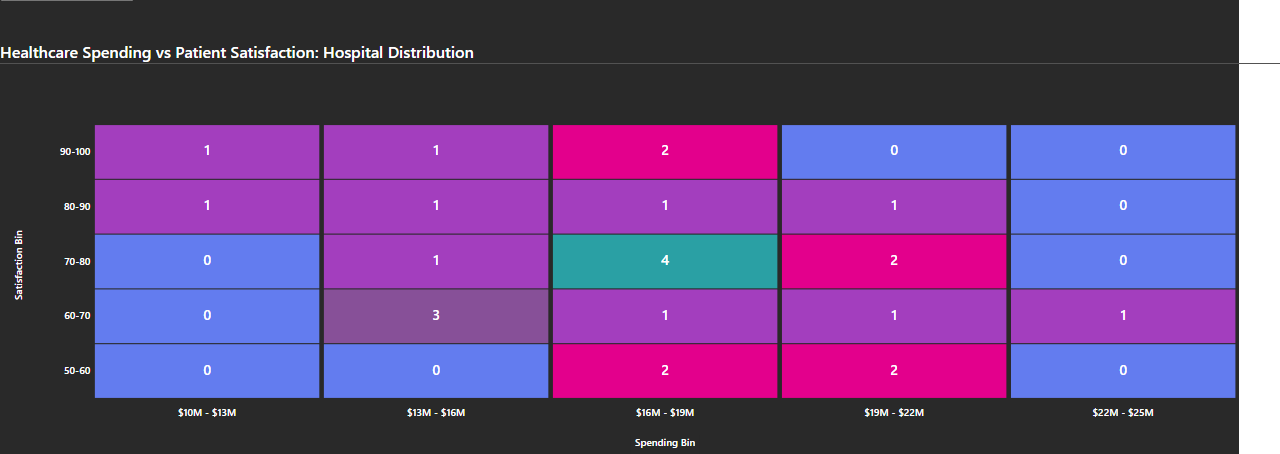 Healthcare Spending vs Patient Satisfaction: Hospital Distribution
90-100 1 1 2 0 0
80-90 1 1 1 1 0
Satisfaction Bin
70-80 0 1 4 2 0
60-70 0 3 1 1 1
50-60 0 0 2 2 0
$10M - $13M $13M - $16M $16M - $19M $19M - $22M $22M - $25M
Spending Bin